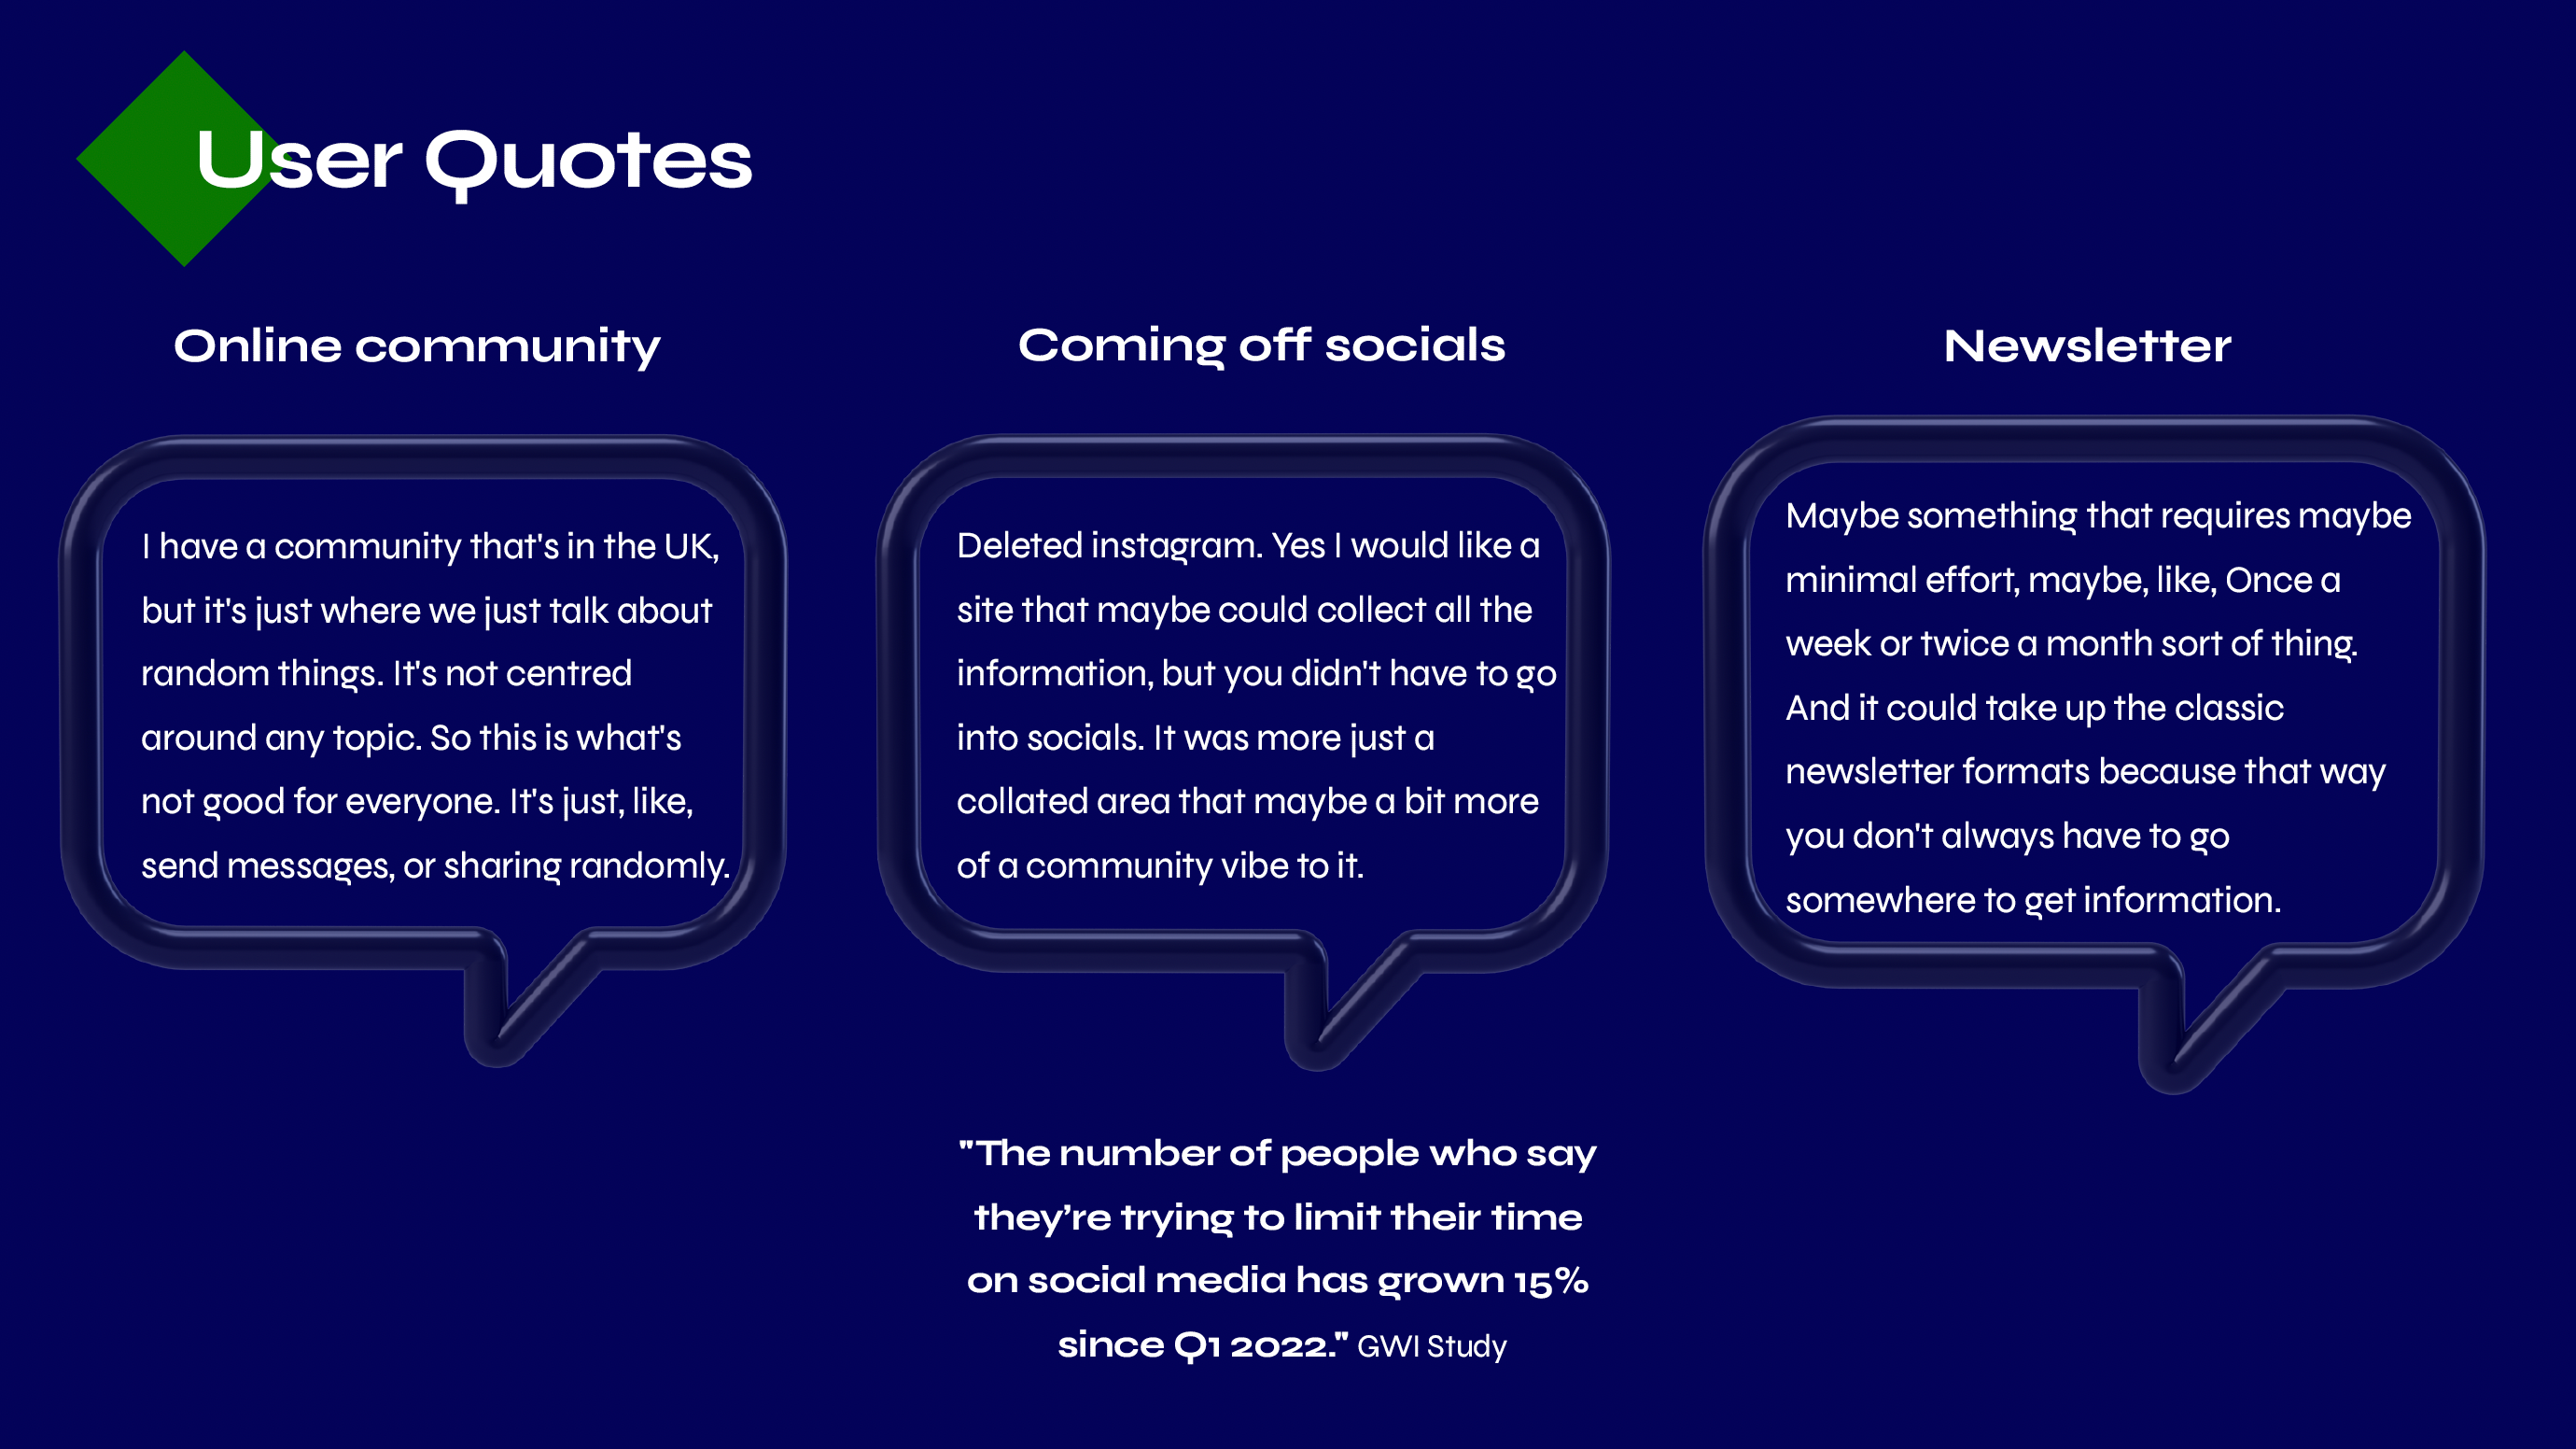 User Quotes
Online community
I have a community that's in the UK,
but it's just where we just talk about
random things. It's not centred
around any topic. So this is what's
not good for everyone. It's just, like,
send messages, or sharing randomly.
Coming off socials
Deleted instagram. Yes I would like a
site that maybe could collect all the
information, but you didn't have to go
into socials. It was more just a
collated area that maybe a bit more
of a community vibe to it.
"The number of people who say
they’re trying to limit their time
on social media has grown 15%
since Q1 2022." GWI Study
Newsletter
Maybe something that requires maybe
minimal effort, maybe, like, Once a
week or twice a month sort of thing.
And it could take up the classic
newsletter formats because that way
you don't always have to go
somewhere to get information.